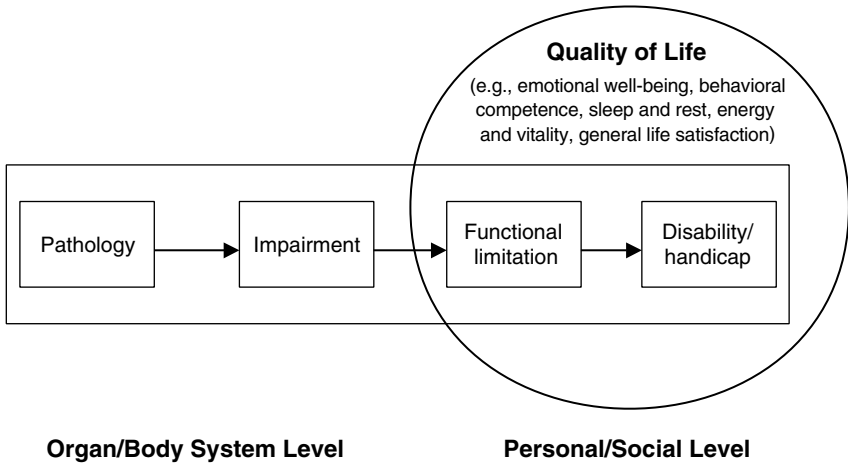 Quality of Life
(e.g., emotional well-being, behavioral
competence, sleep and rest, energy
and vitality, general life satisfaction)
Pathology
Impairment
Functional
limitation
Disability/
handicap
Organ/Body System Level
Personal/Social Level